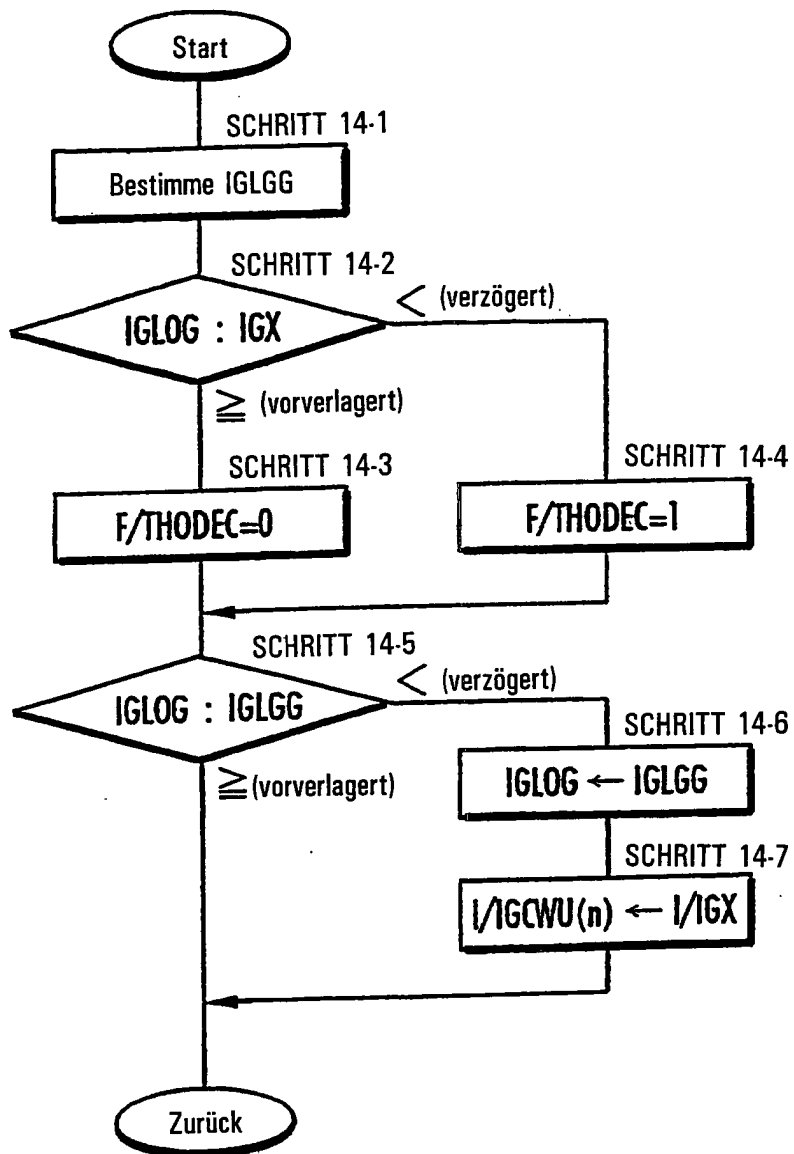 Start
SCHRITT 14-1
Bestimme IGLGG
SCHRITT 14-2
IGLOG : IGX
< (verzögert)
≧ (vorverlagert)
SCHRITT 14-3
F/THODEC=0
SCHRITT 14-4
F/THODEC=1
SCHRITT 14-5
IGLOG : IGLGG
< (verzögert)
≧ (vorverlagert)
SCHRITT 14-6
IGLOG ← IGLGG
SCHRITT 14-7
I/IGCWU(n) ← I/IGX
Zurück